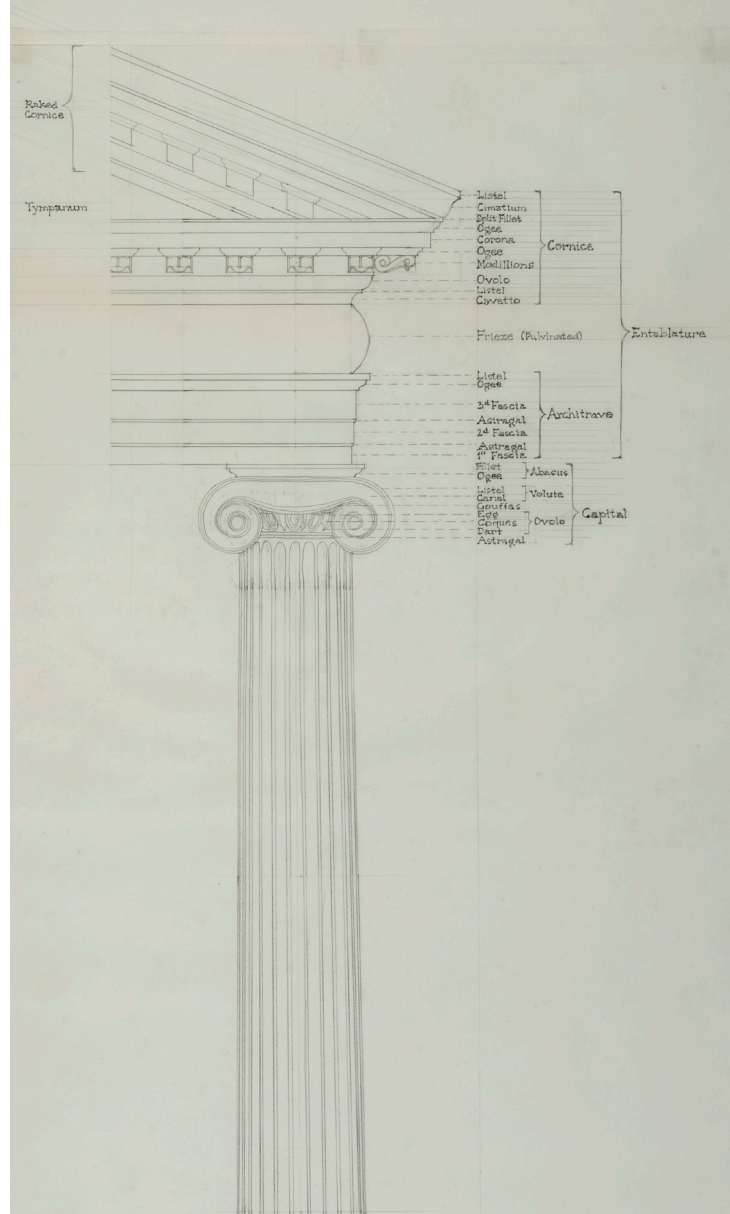 Raked
Cornice
Tympanum
Listel
Cimatium
Split Fillet
Ogee
Corona
Ogee
Modillions
Ovolo
Listel
Cavetto
Cornice
Frieze (Pulvinated)
Entablature
Listel
Ogee
3d Fascia
Astragal
2d Fascia
Astragal
1st Fascia
Architrave
Fillet
Ogee
Abacus
Listel
Canal
Volute
Gouffas
Egg
Coques
Dart
Ovolo
Astragal
Capital